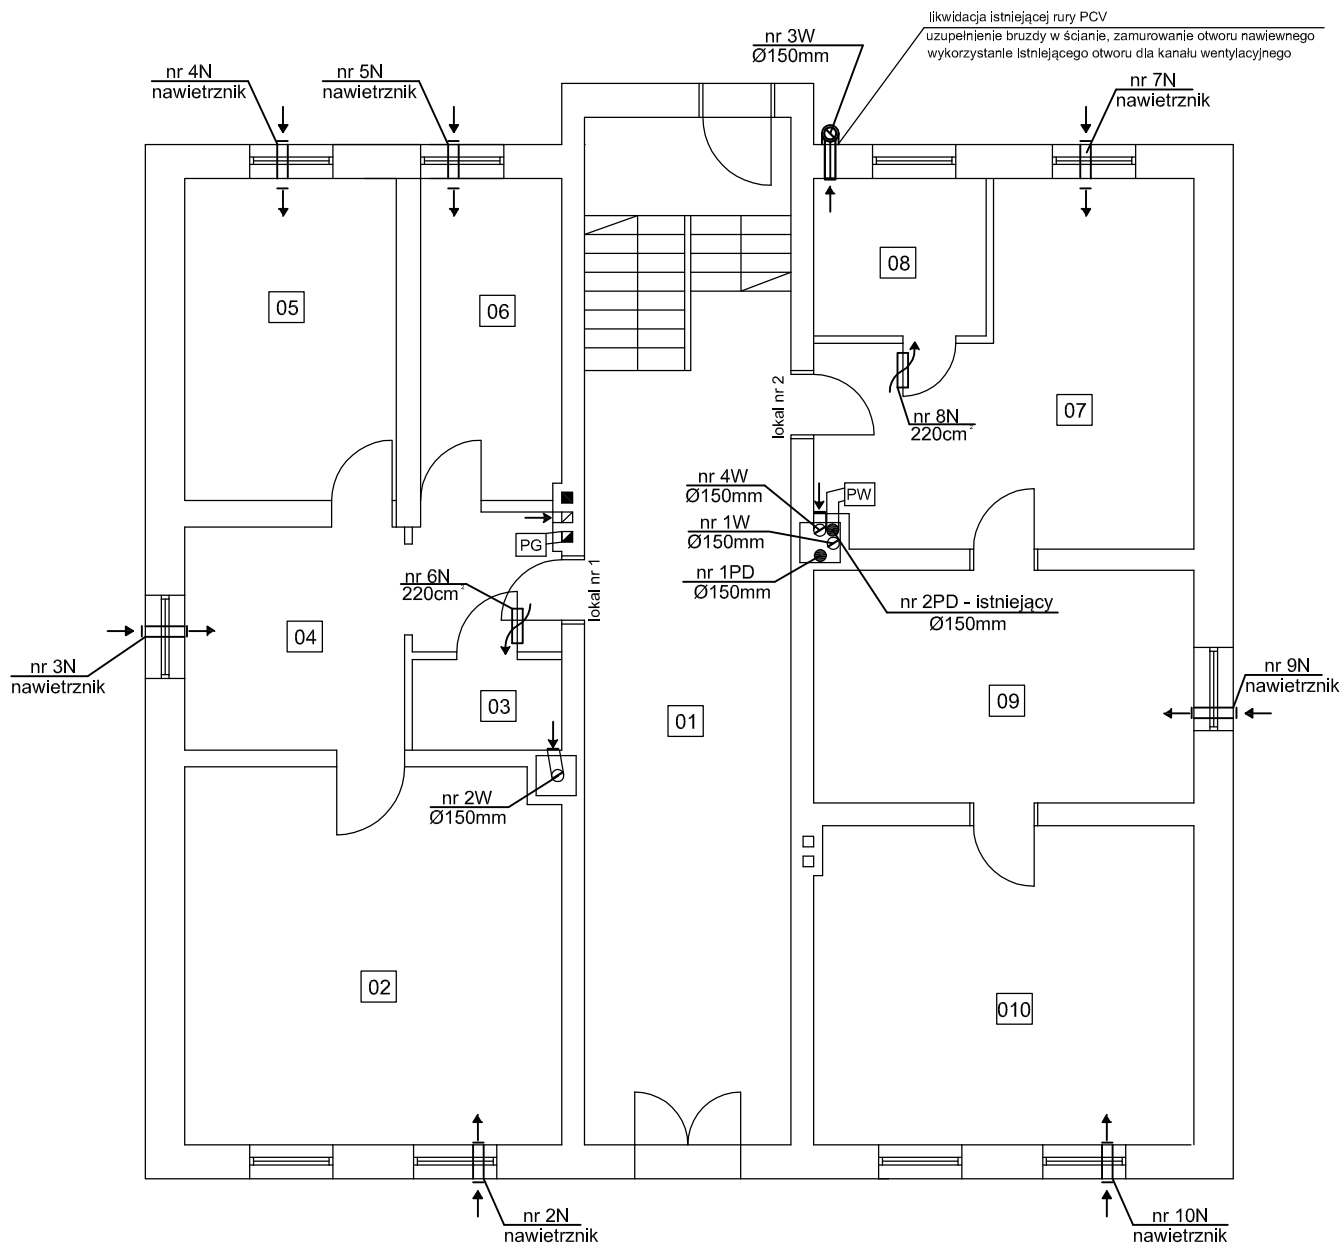 likwidacja istniejącej rury PCV
uzupełnienie bruzdy w ścianie, zamurowanie otworu nawiewnego
wykorzystanie istniejącego otworu dla kanału wentylacyjnego
nr 3W
Ø150mm
nr 4N
nawietrznik
nr 5N
nawietrznik
nr 7N
nawietrznik
08
05
06
lokal nr 2
07
nr 8N
220cm²
nr 4W
Ø150mm
PW
nr 1W
Ø150mm
PG
nr 1PD
Ø150mm
lokal nr 1
nr 6N
220cm²
nr 2PD - istniejący
Ø150mm
04
nr 3N
nawietrznik
nr 9N
nawietrznik
03
09
01
nr 2W
Ø150mm
02
010
nr 2N
nawietrznik
nr 10N
nawietrznik